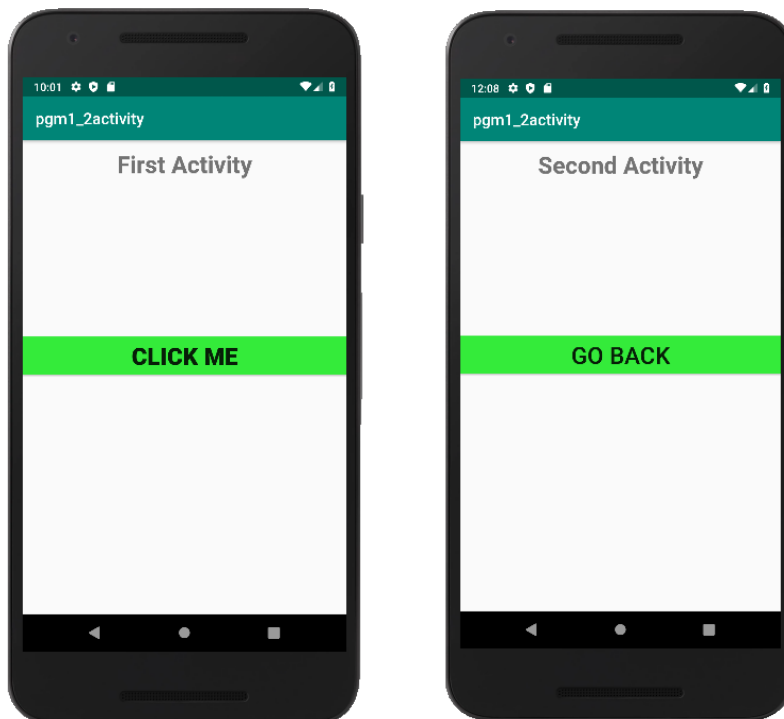 10:01
pgm1_2activity
First Activity
CLICK ME
12:08
pgm1_2activity
Second Activity
GO BACK